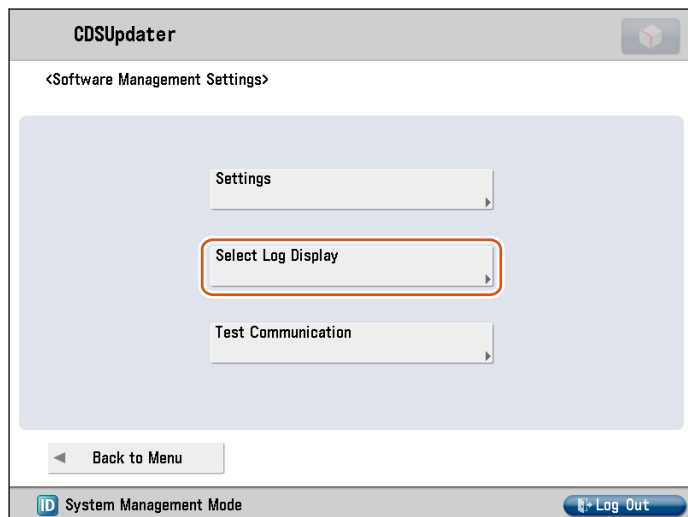 CDSUpdater
<Software Management Settings>
Settings
Select Log Display
Test Communication
Back to Menu
ID System Management Mode
Log Out